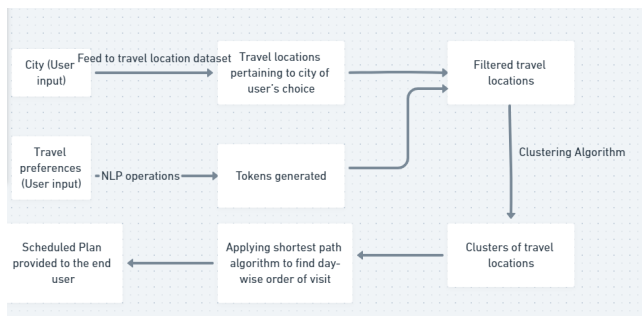 City (User
input)
Feed to travel location dataset
Travel locations
pertaining to city of
user's choice
Filtered travel
locations
Travel
preferences
(User input)
NLP operations
Tokens generated
Clustering Algorithm
Scheduled Plan
provided to the end
user
Applying shortest path
algorithm to find day-
wise order of visit
Clusters of travel
locations